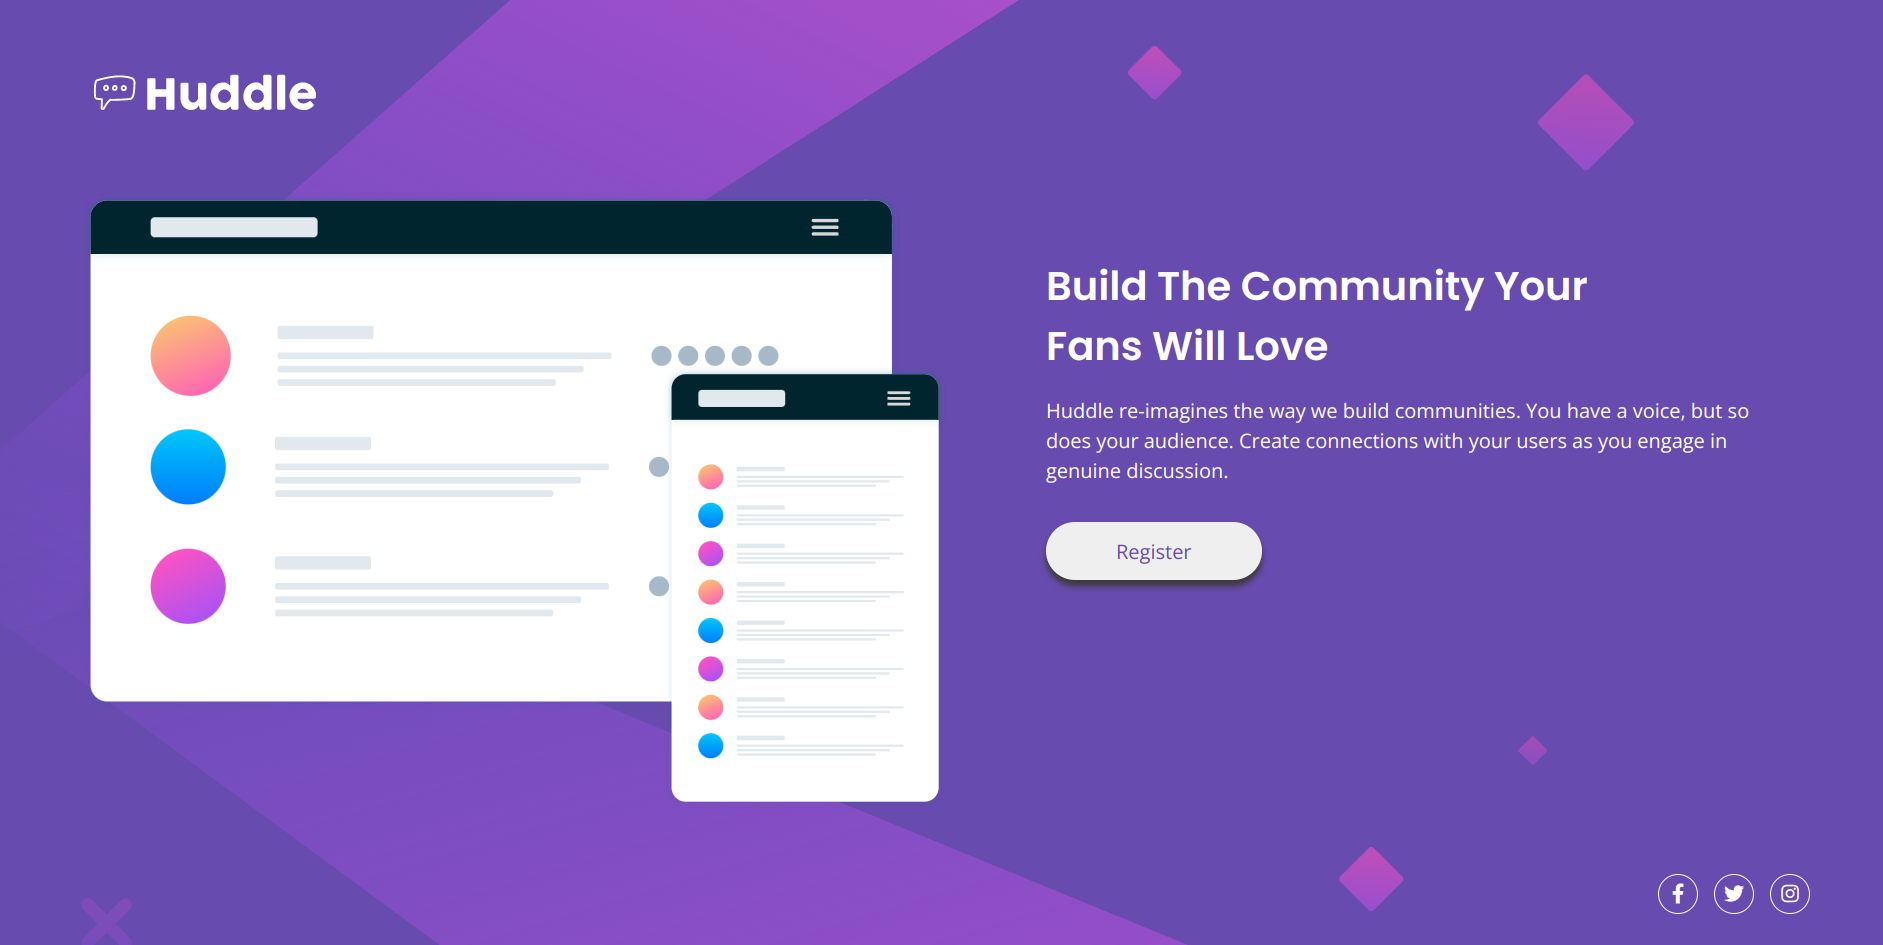 Huddle
Build The Community Your
Fans Will Love
Huddle re-imagines the way we build communities. You have a voice, but so
does your audience. Create connections with your users as you engage in
genuine discussion.
Register